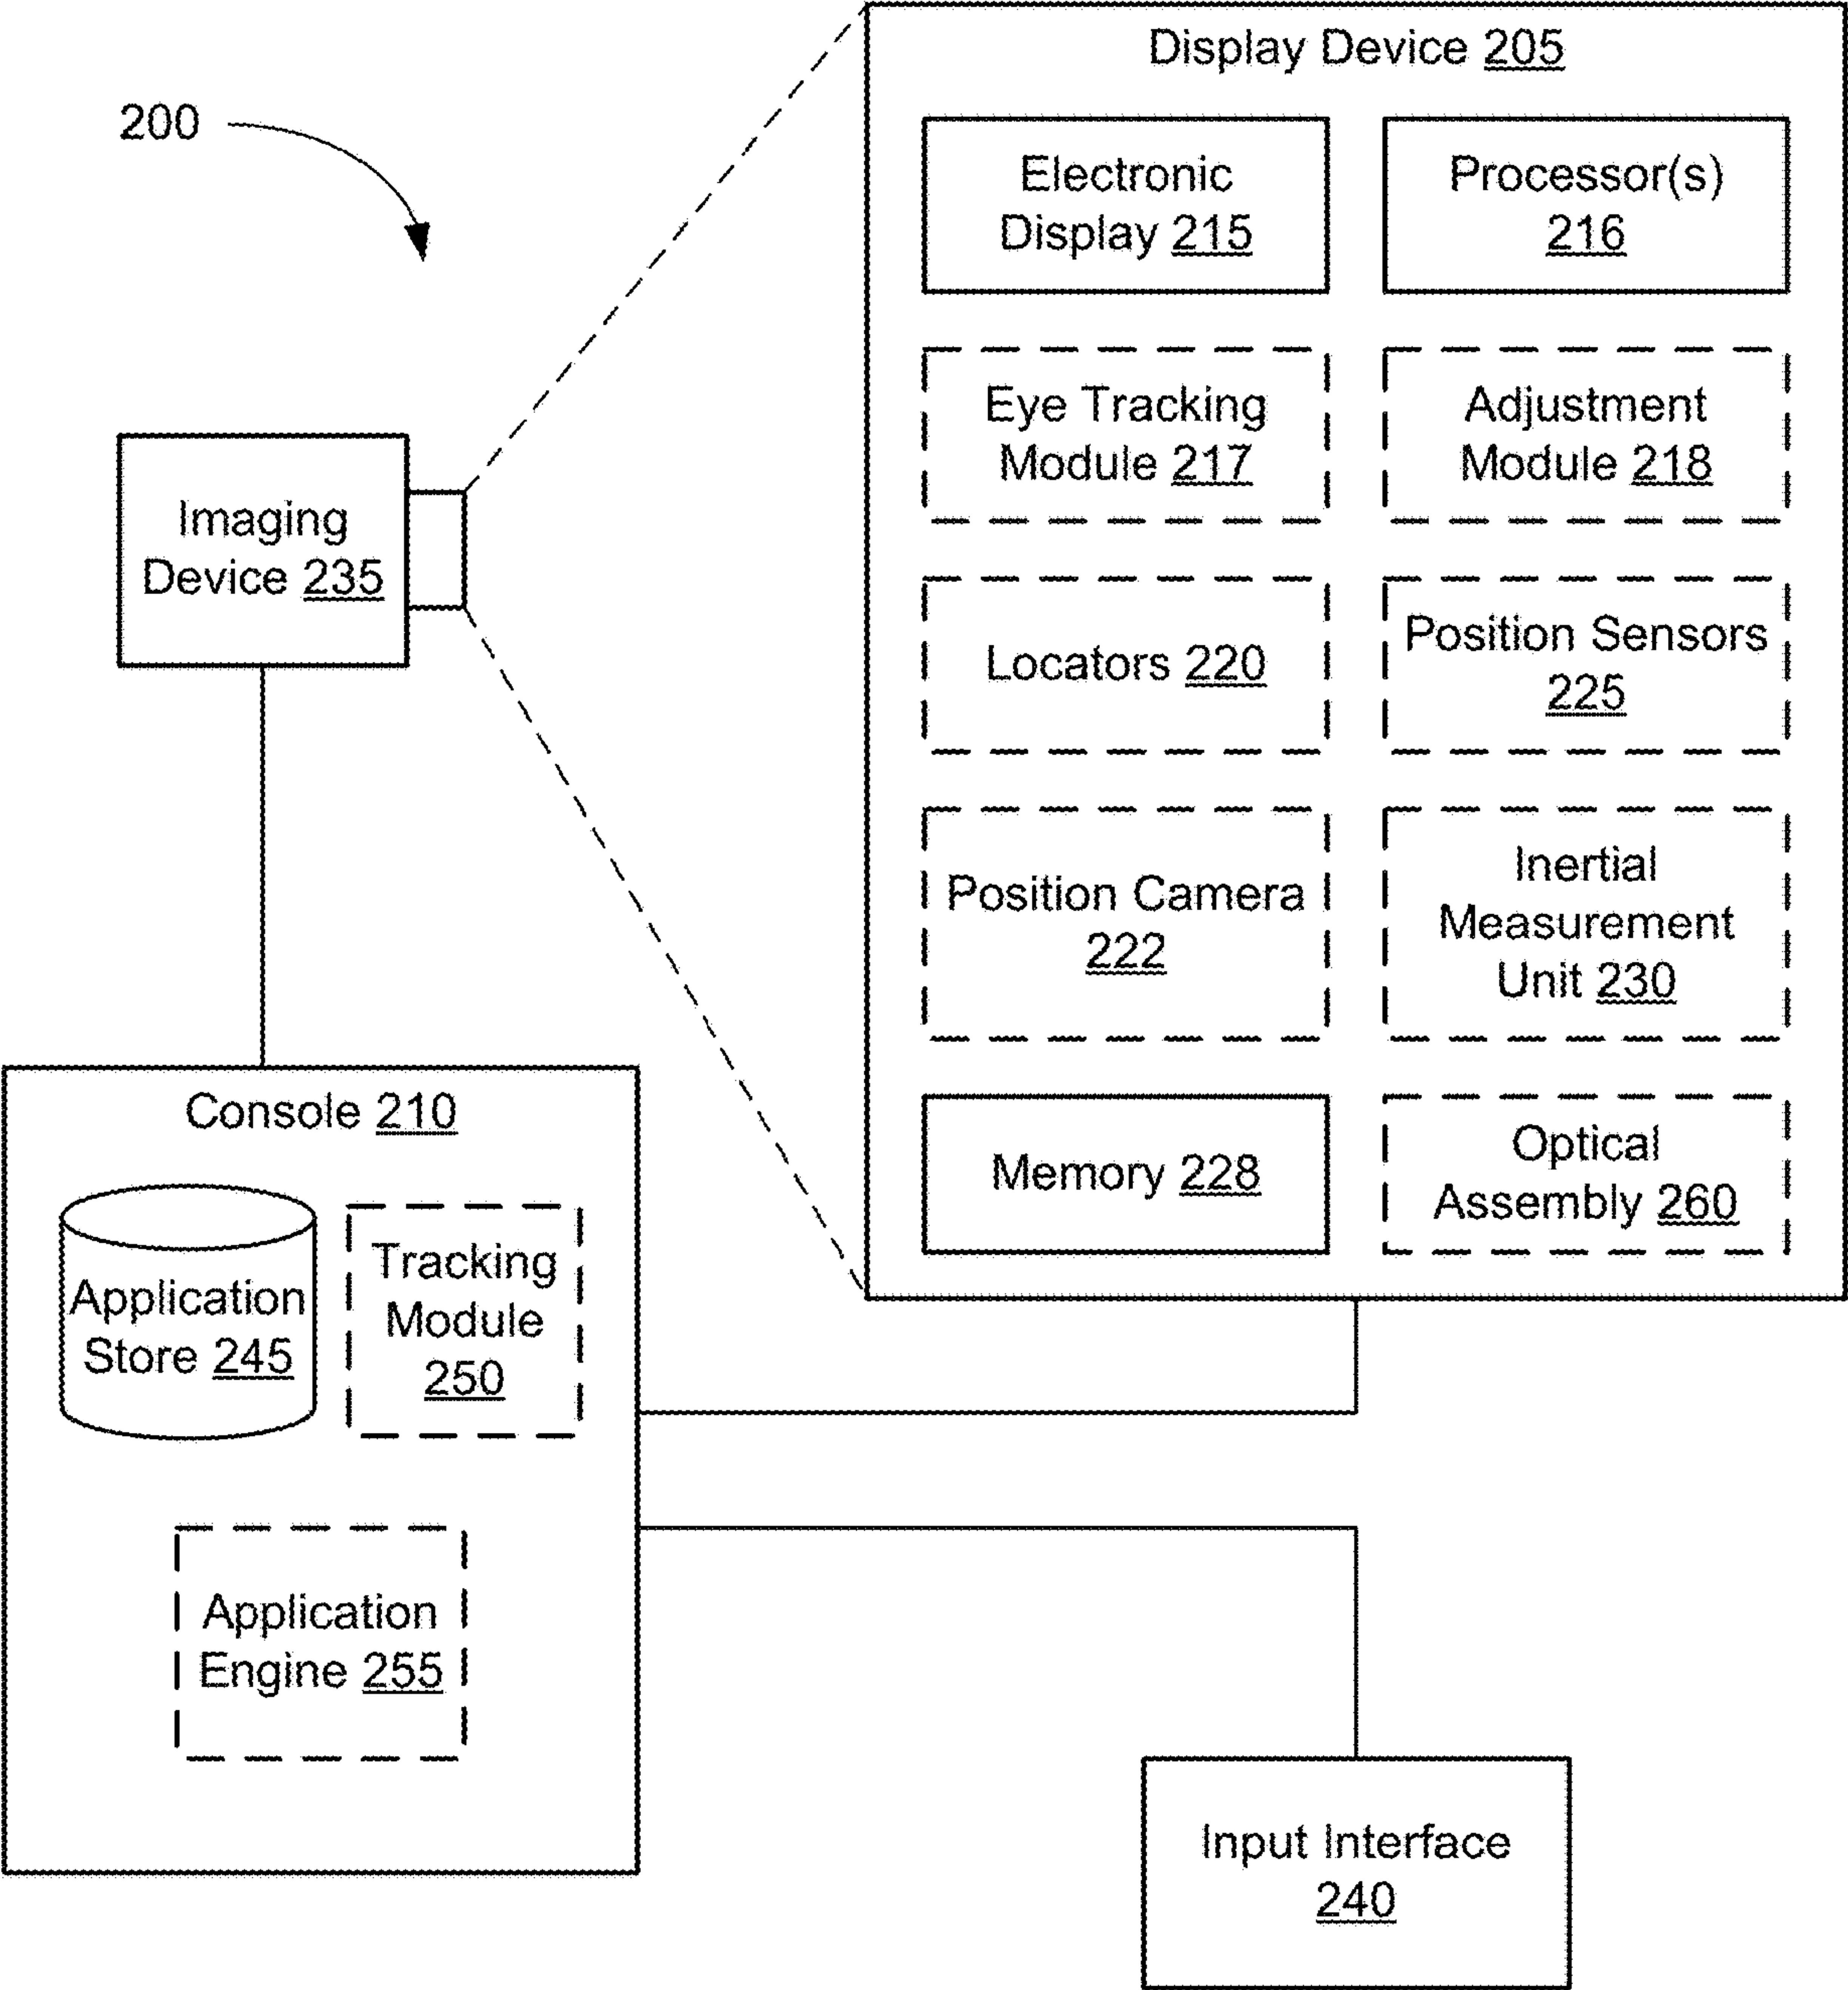 200
Display Device 205
Electronic
Display 215
Processor(s)
216
Eye Tracking
Module 217
Adjustment
Module 218
Imaging
Device 235
Locators 220
Position Sensors
225
Position Camera
222
Inertial
Measurement
Unit 230
Memory 228
Optical
Assembly 260
Console 210
Application
Store 245
Tracking
Module
250
Application
Engine 255
Input Interface
240